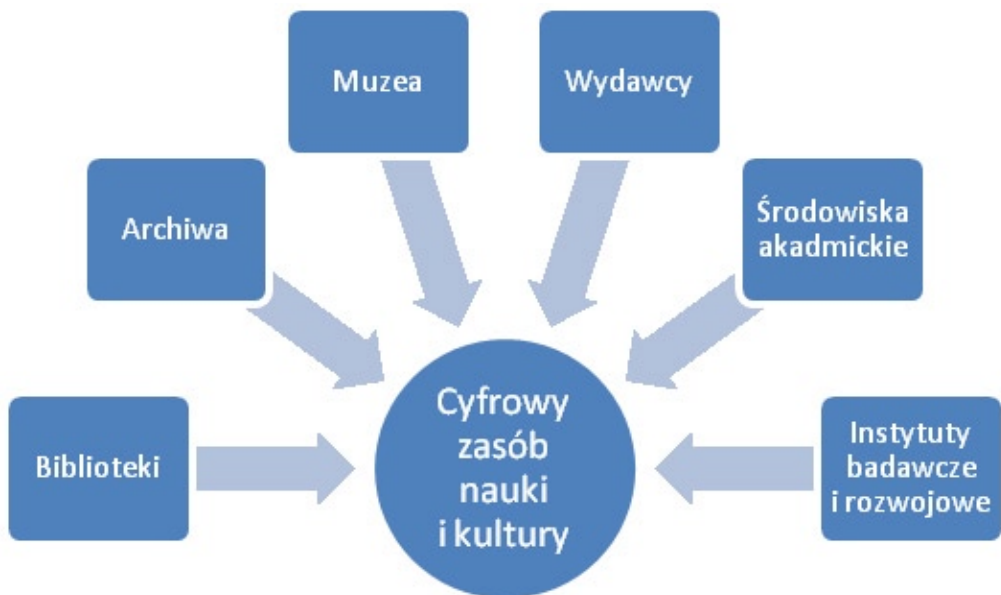 Muzea
Wydawcy
Archiwa
Środowiska
akadmickie
Biblioteki
Cyfrowy
zasób
nauki
i kultury
Instytuty
badawcze
i rozwojowe